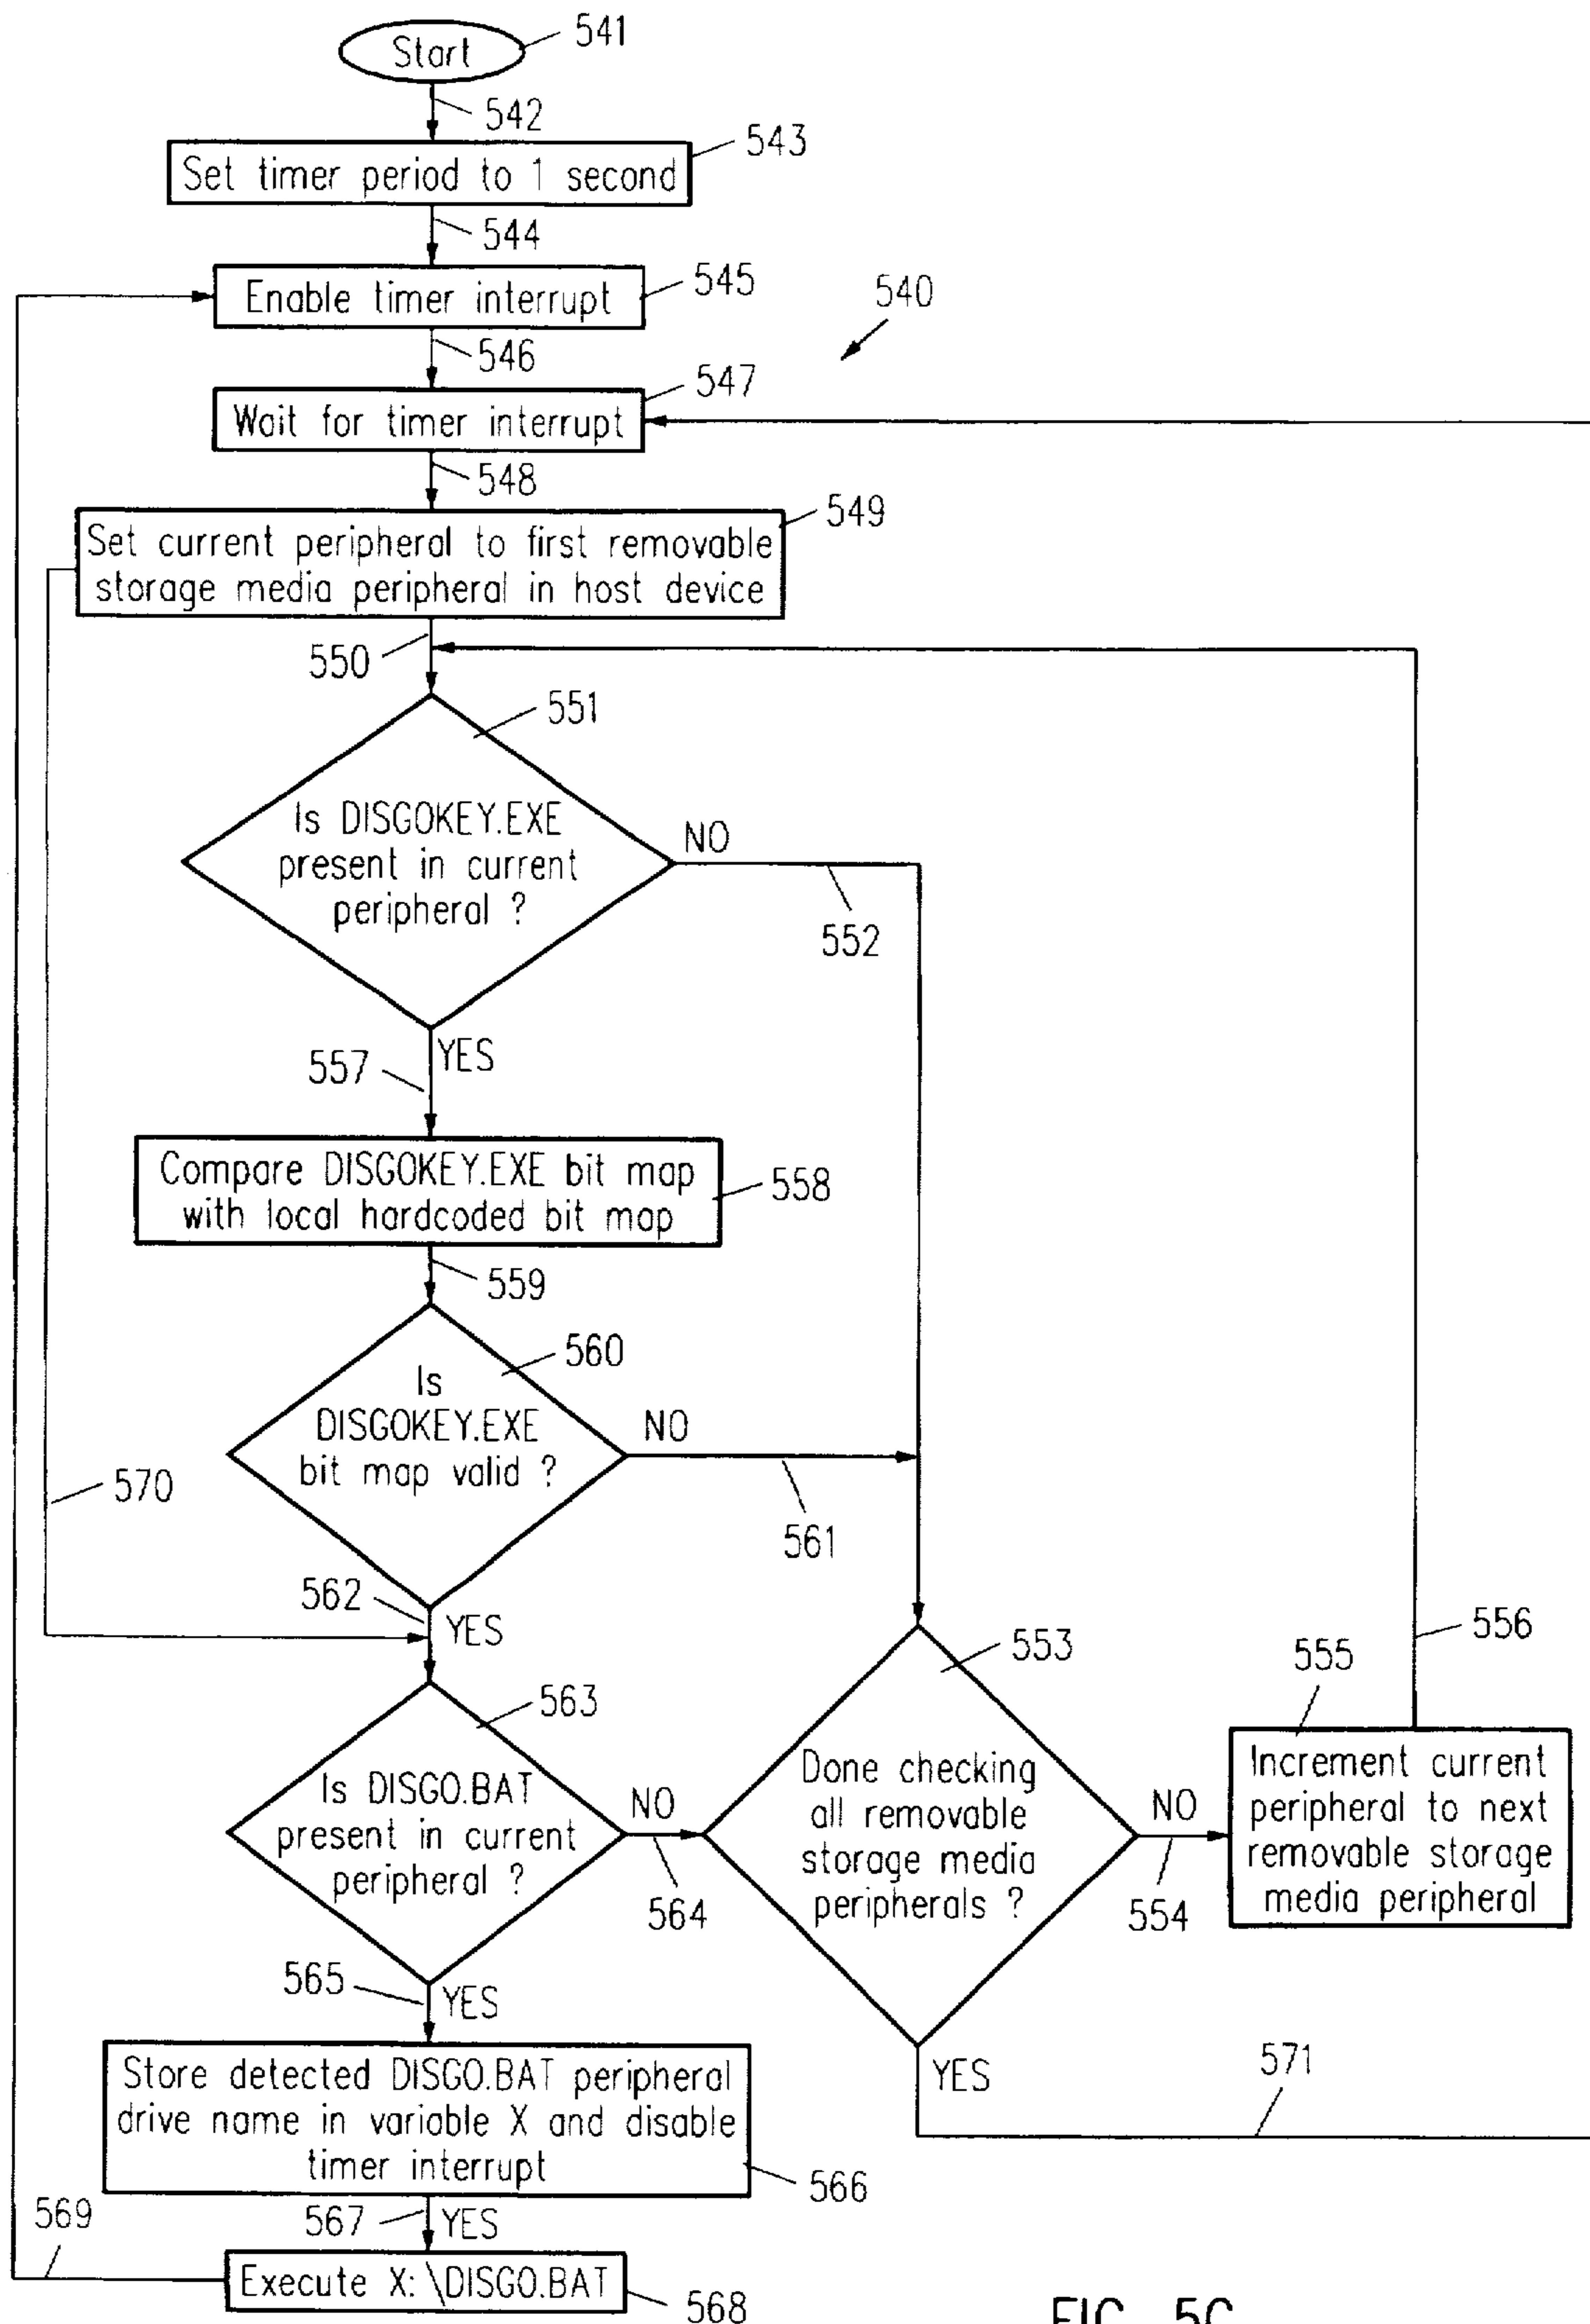 Start
541
542
Set timer period to 1 second
543
544
Enable timer interrupt
545
540
546
Wait for timer interrupt
547
548
Set current peripheral to first removable
storage media peripheral in host device
549
550
551
Is DISGOKEY.EXE
present in current
peripheral ?
NO
552
YES
557
Compare DISGOKEY.EXE bit map
with local hardcoded bit map
558
559
560
Is
DISGOKEY.EXE
bit map valid ?
NO
561
570
562
YES
563
Is DISGO.BAT
present in current
peripheral ?
NO
564
553
Done checking
all removable
storage media
peripherals ?
NO
554
555
556
Increment current
peripheral to next
removable storage
media peripheral
565
YES
YES
571
Store detected DISGO.BAT peripheral
drive name in variable X and disable
timer interrupt
566
567
YES
569
Execute X: \DISGO.BAT
568
FIG. 5C